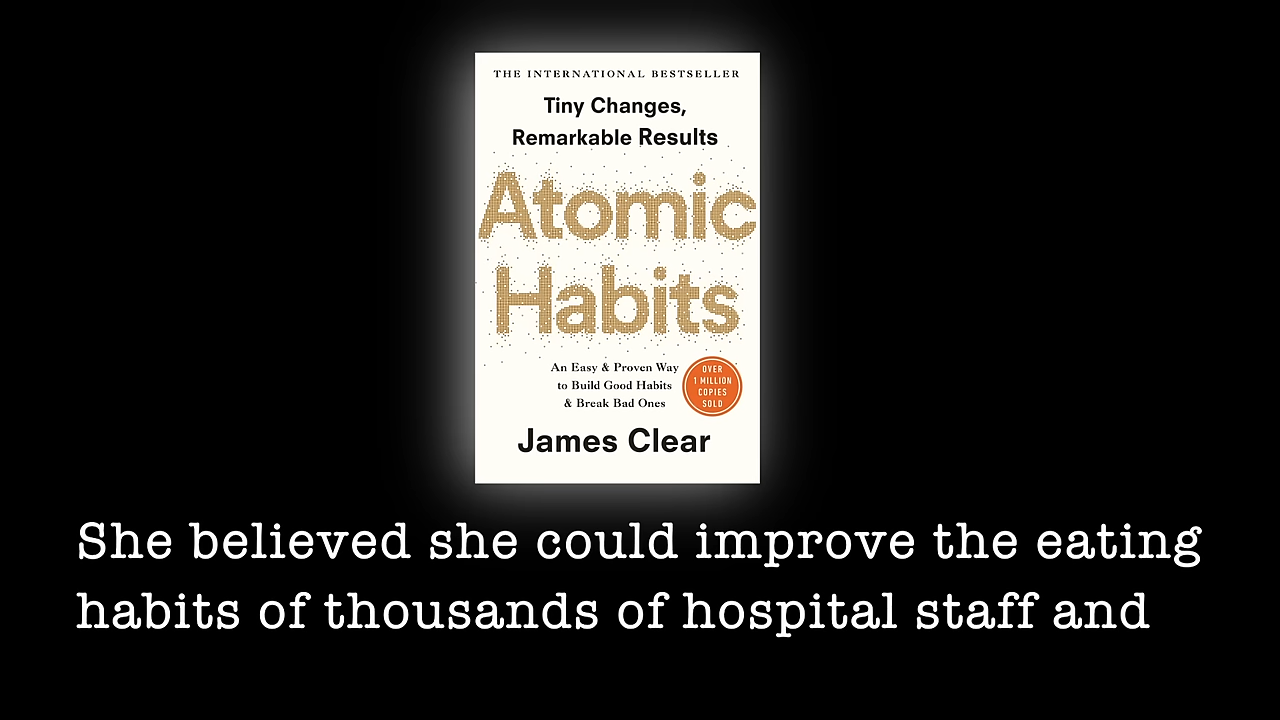 THE INTERNATIONAL BESTSELLER
Tiny Changes,
Remarkable Results
Atomic
Habits
An Easy & Proven Way
to Build Good Habits
& Break Bad Ones
OVER
1 MILLION
COPIES
SOLD
James Clear
She believed she could improve the eating
habits of thousands of hospital staff and